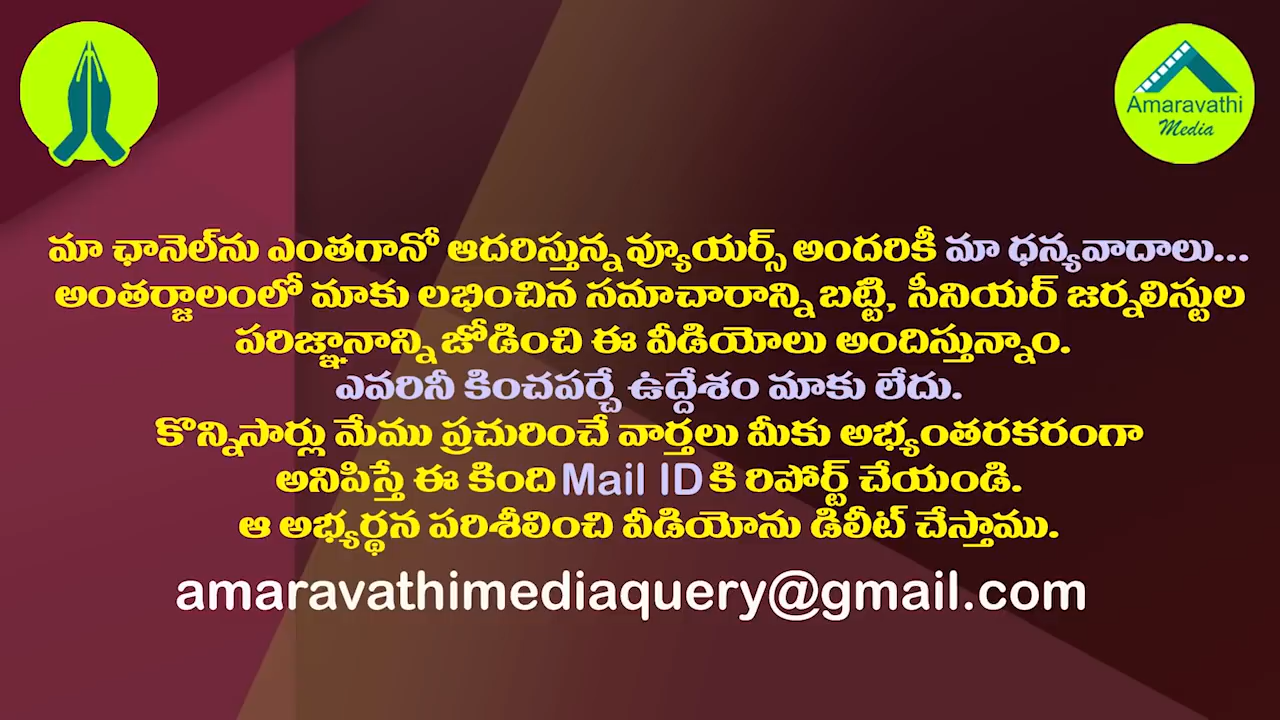 Amaravathi
Media
మా ఛానెల్‌ను ఎంతగానో ఆదరిస్తున్న వ్యూయర్స్ అందరికీ మా ధన్యవాదాలు...
అంతర్జాలంలో మాకు లభించిన సమాచారాన్ని బట్టి, సీనియర్ జర్నలిస్టుల
పరిజ్ఞానాన్ని జోడించి ఈ వీడియోలు అందిస్తున్నాం.
ఎవరినీ కించపర్చే ఉద్దేశం మాకు లేదు.
కొన్నిసార్లు మేము ప్రచురించే వార్తలు మీకు అభ్యంతరకరంగా
అనిపిస్తే ఈ కింది Mail ID కి రిపోర్ట్ చేయండి.
ఆ అభ్యర్థన పరిశీలించి వీడియోను డిలీట్ చేస్తాము.
amaravathimediaquery@gmail.com